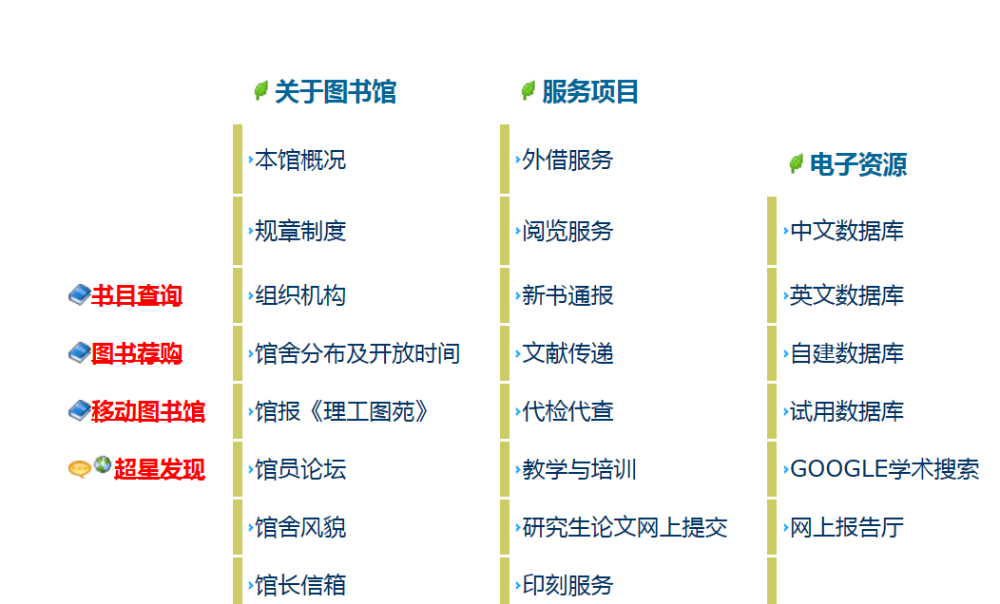 关于图书馆
服务项目
电子资源
本馆概况
外借服务
规章制度
阅览服务
中文数据库
书目查询
组织机构
新书通报
英文数据库
图书荐购
馆舍分布及开放时间
文献传递
自建数据库
移动图书馆
馆报《理工图苑》
代检代查
试用数据库
超星发现
馆员论坛
教学与培训
GOOGLE学术搜索
馆舍风貌
研究生论文网上提交
网上报告厅
馆长信箱
印刻服务